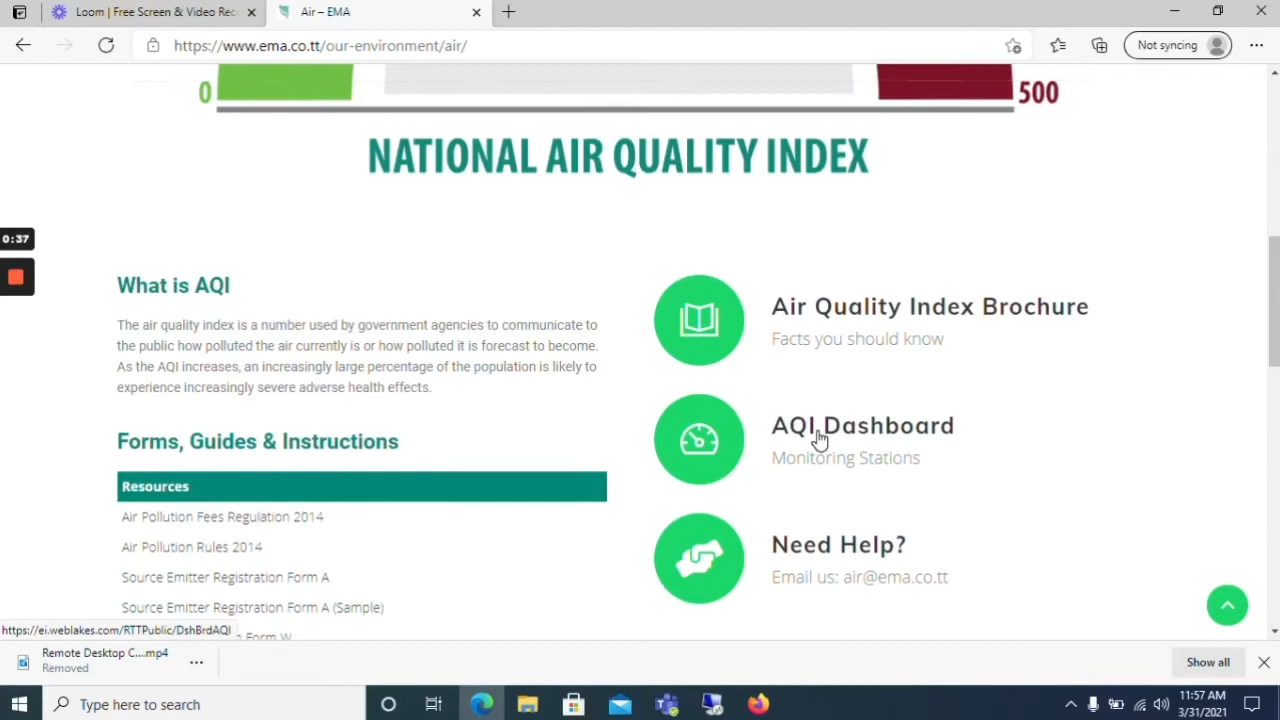 Loom | Free Screen & Video Rec
Air – EMA
https://www.ema.co.tt/our-environment/air/
Not syncing
0
500
NATIONAL AIR QUALITY INDEX
0:37
What is AQI
The air quality index is a number used by government agencies to communicate to
the public how polluted the air currently is or how polluted it is forecast to become.
As the AQI increases, an increasingly large percentage of the population is likely to
experience increasingly severe adverse health effects.
Forms, Guides & Instructions
Resources
Air Pollution Fees Regulation 2014
Air Pollution Rules 2014
Source Emitter Registration Form A
Source Emitter Registration Form A (Sample)
Form W
Air Quality Index Brochure
Facts you should know
AQI Dashboard
Monitoring Stations
Need Help?
Email us: air@ema.co.tt
https://ei.weblakes.com/RTTPublic/DshBrdAQI
Remote Desktop C....mp4
Removed
Show all
Type here to search
11:57 AM
3/31/2021